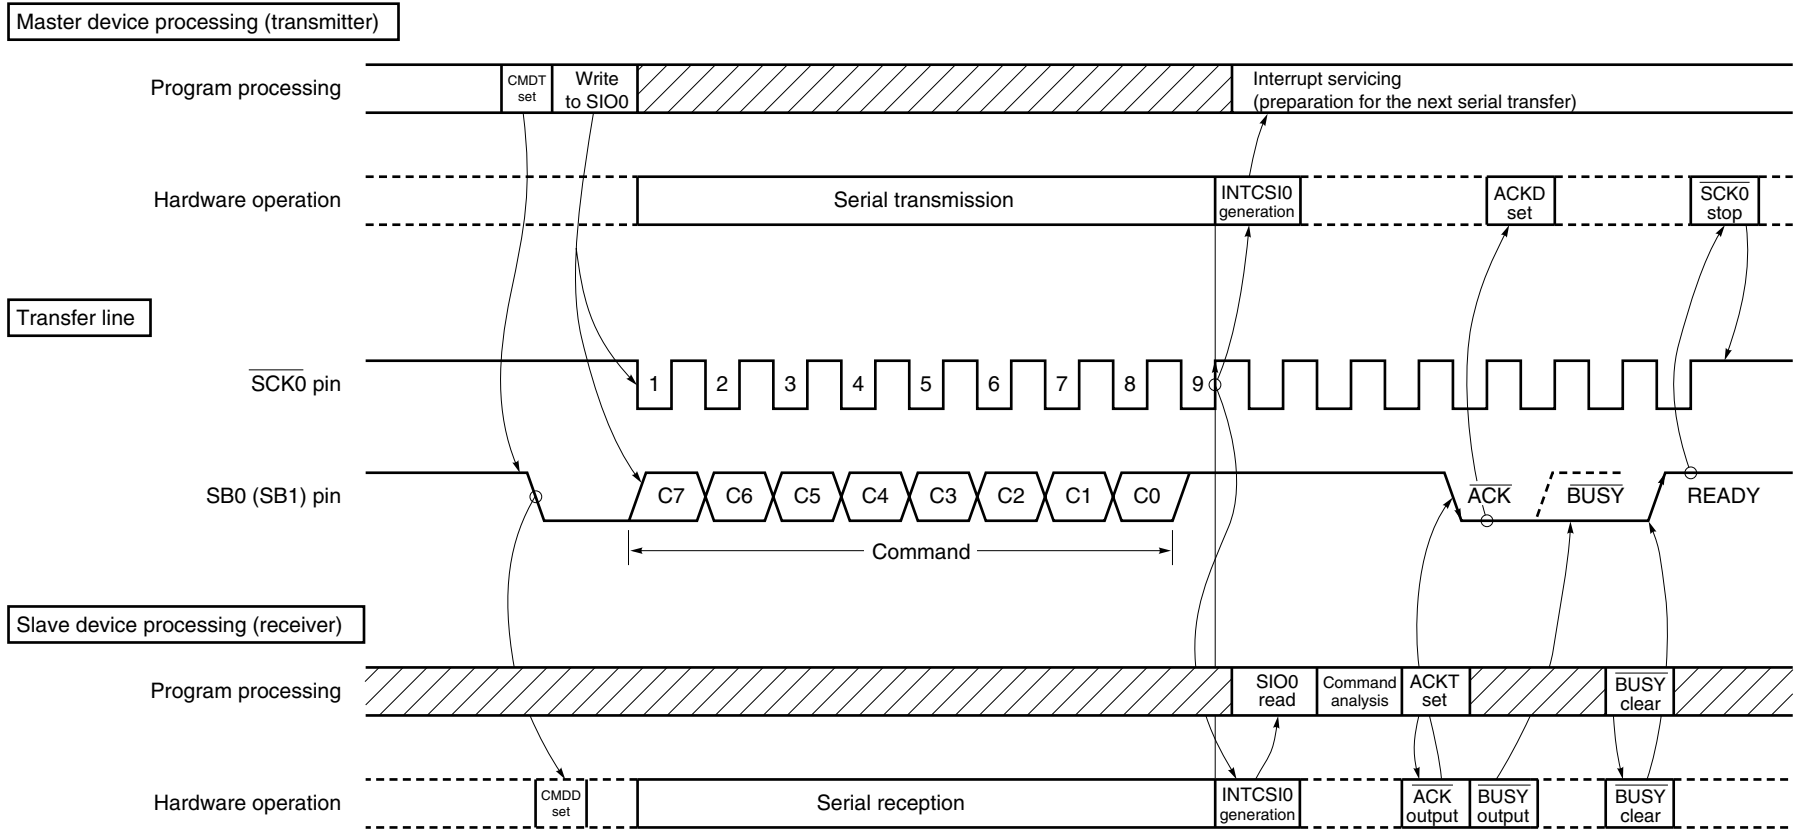 Master device processing (transmitter)
Program processing
CMDT
set
Write
to SIO0
Interrupt servicing
(preparation for the next serial transfer)
Hardware operation
Serial transmission
INTCSI0
generation
ACKD
set
SCK0
stop
Transfer line
SCK0 pin
1 2 3 4 5 6 7 8 9
SB0 (SB1) pin
C7 C6 C5 C4 C3 C2 C1 C0
ACK
BUSY
READY
Command
Slave device processing (receiver)
Program processing
SIO0
read
Command
analysis
ACKT
set
BUSY
clear
Hardware operation
CMDD
set
Serial reception
INTCSI0
generation
ACK
output
BUSY
output
BUSY
clear